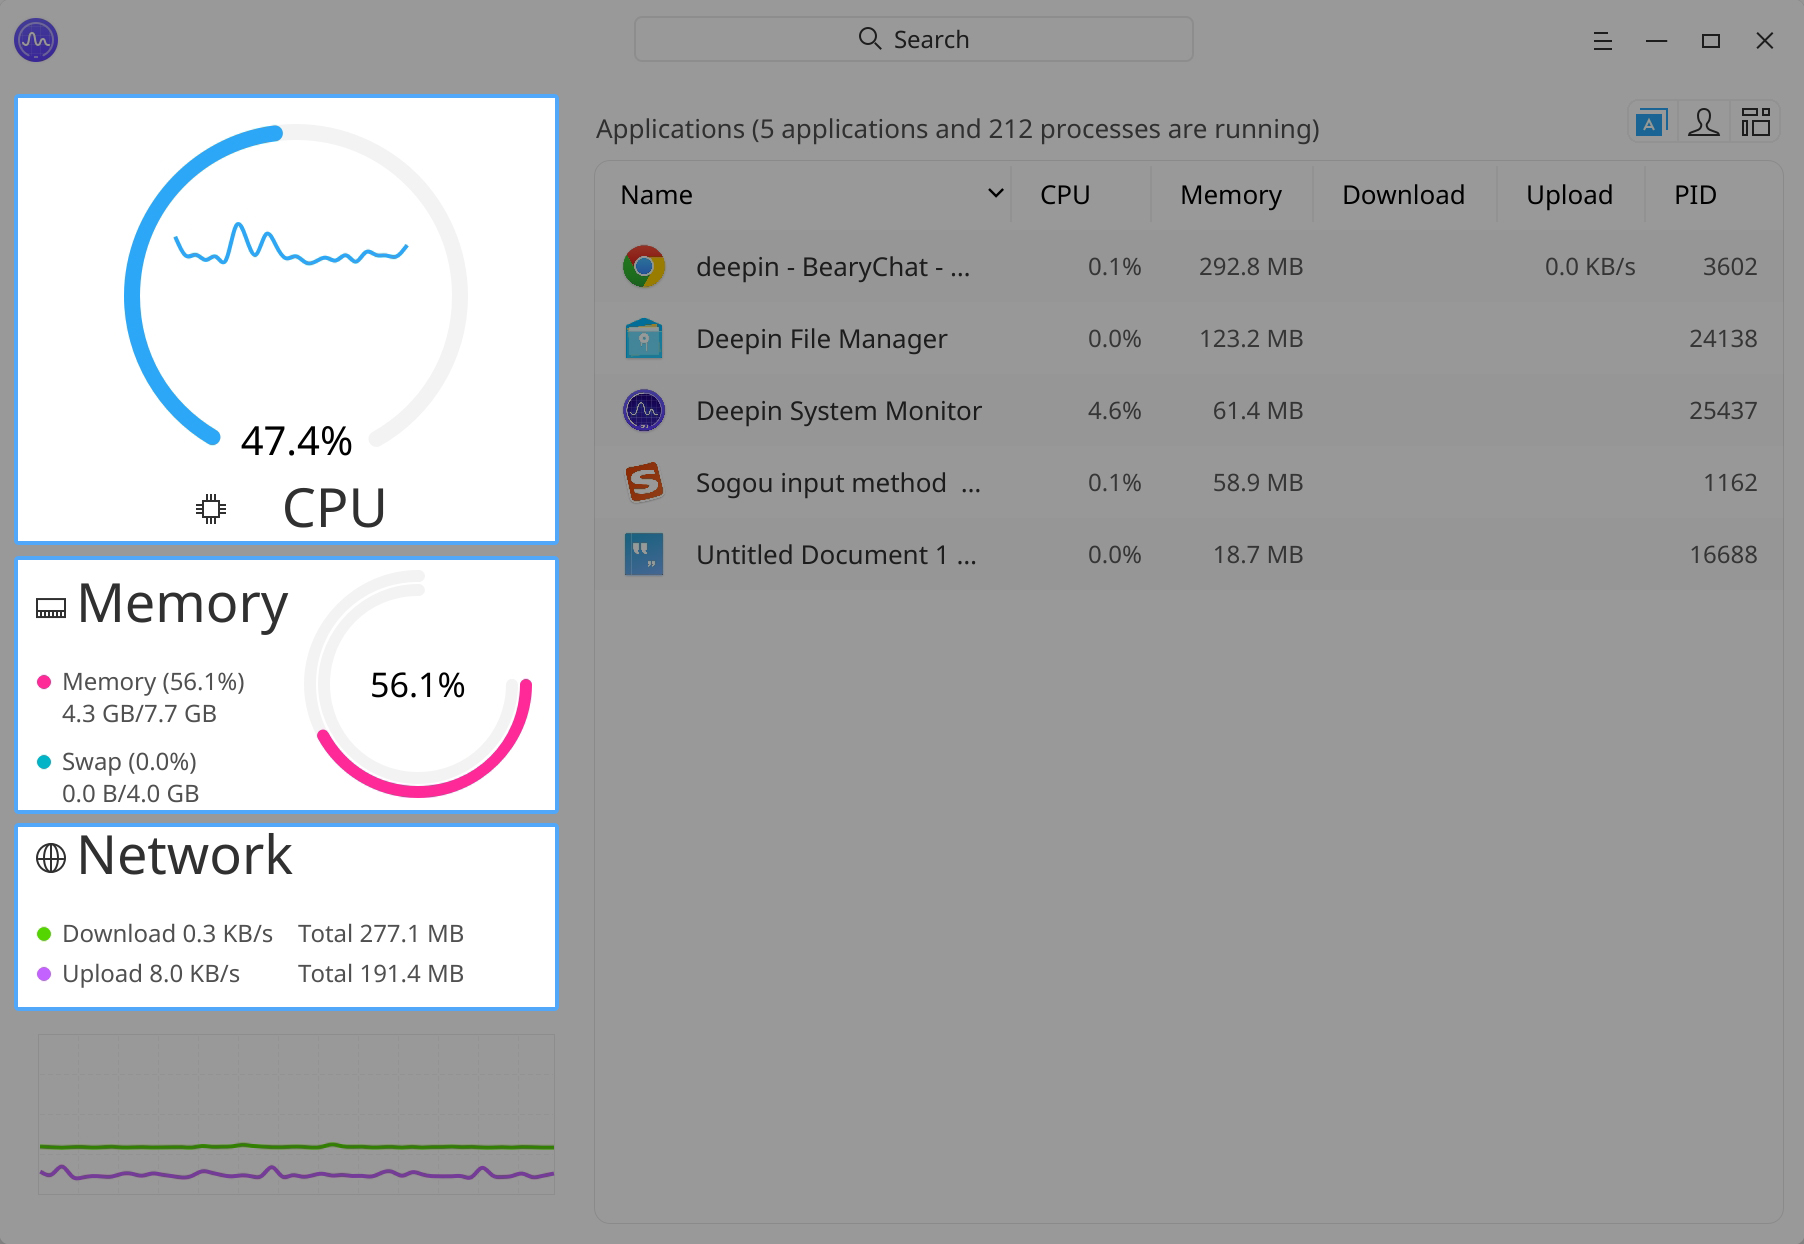 Search
47.4%
CPU
Memory
Memory (56.1%)
4.3 GB/7.7 GB
Swap (0.0%)
0.0 B/4.0 GB
56.1%
Network
Download 0.3 KB/s Total 277.1 MB
Upload 8.0 KB/s Total 191.4 MB
Applications (5 applications and 212 processes are running)
Name CPU Memory Download Upload PID
deepin - BearyChat - ... 0.1% 292.8 MB 0.0 KB/s 3602
Deepin File Manager 0.0% 123.2 MB 24138
Deepin System Monitor 4.6% 61.4 MB 25437
Sogou input method ... 0.1% 58.9 MB 1162
Untitled Document 1 ... 0.0% 18.7 MB 16688